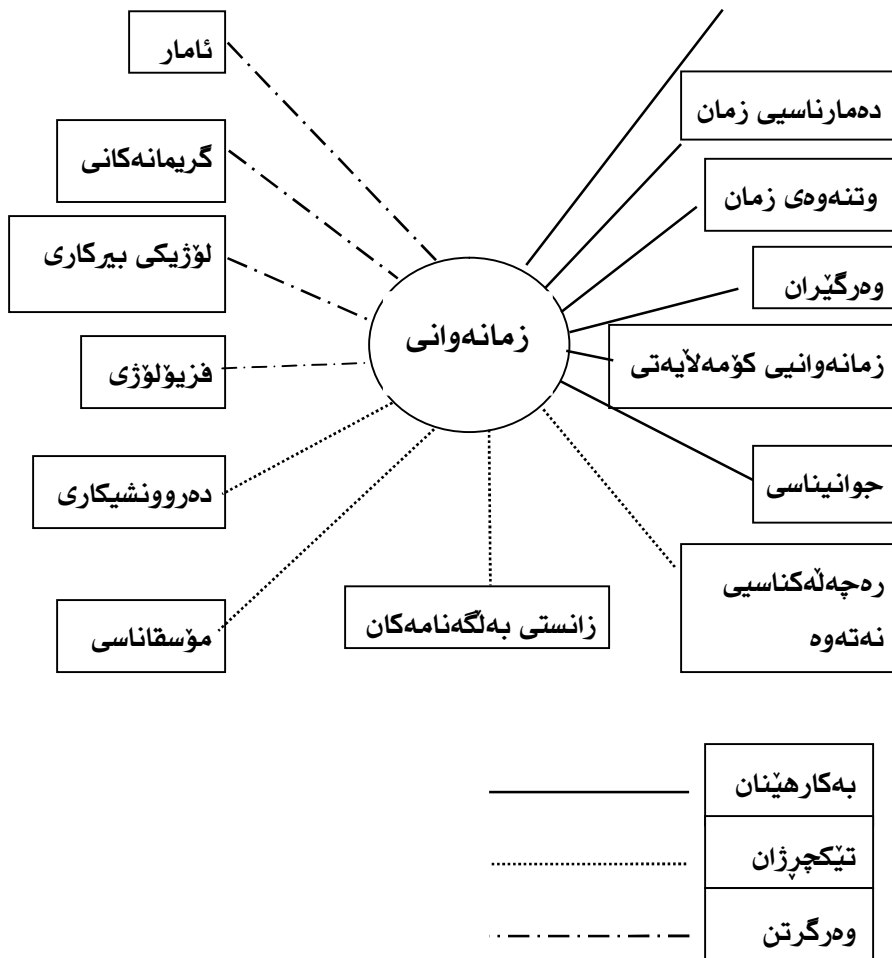 ئامار
دەمارناسیی زمان
گریمانەکانی
وتنەوەی زمان
لۆژیکی بیرکاری
وەرگێران
زمانەوانی
زمانەوانیی کۆمەڵایەتی
فزیۆلۆژی
جوانیناسی
دەروونشیکاری
رەچەڵەکناسیی
نەتەوە
زانستی بەڵگەنامەکان
مۆسقاناسی
بەکارهێنان
تێکچڕژان
وەرگرتن